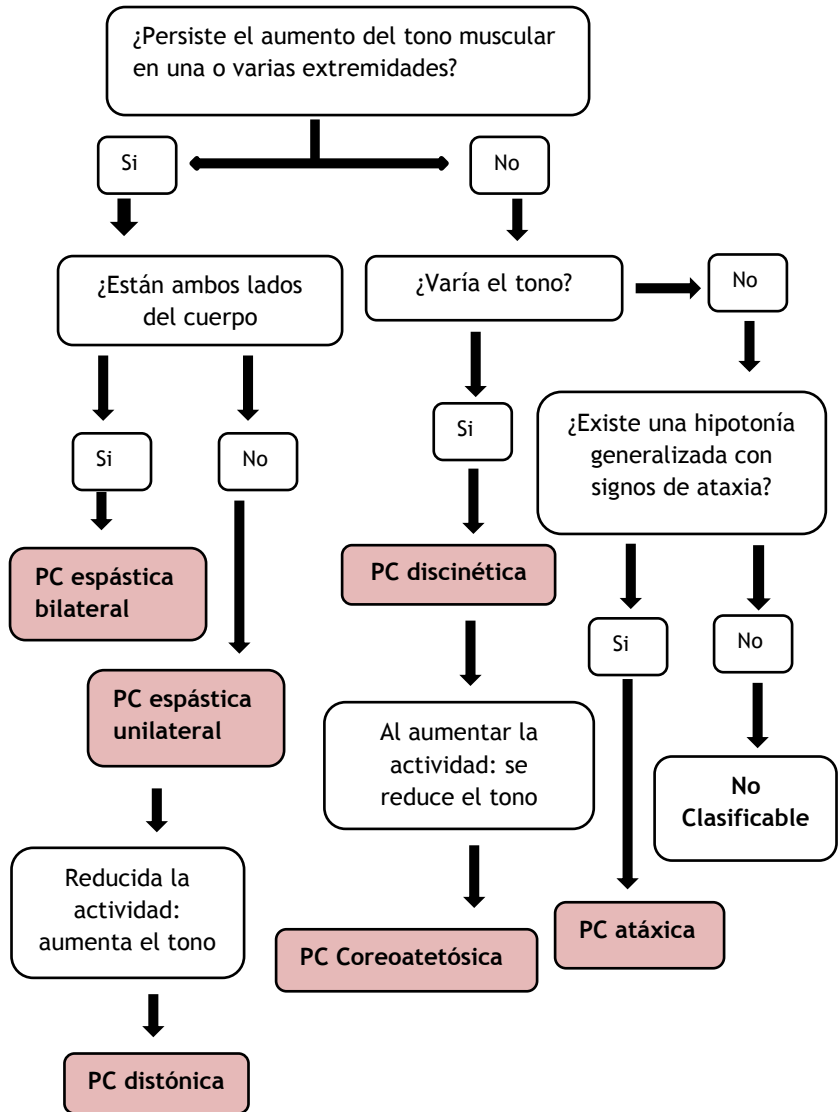 ¿Persiste el aumento del tono muscular
en una o varias extremidades?
Si
No
¿Están ambos lados
del cuerpo
¿Varía el tono?
No
Si
No
Si
¿Existe una hipotonía
generalizada con
signos de ataxia?
PC espástica
bilateral
PC discinética
Si
No
PC espástica
unilateral
Al aumentar la
actividad: se
reduce el tono
No
Clasificable
Reducida la
actividad:
aumenta el tono
PC Coreoatetósica
PC atáxica
PC distónica